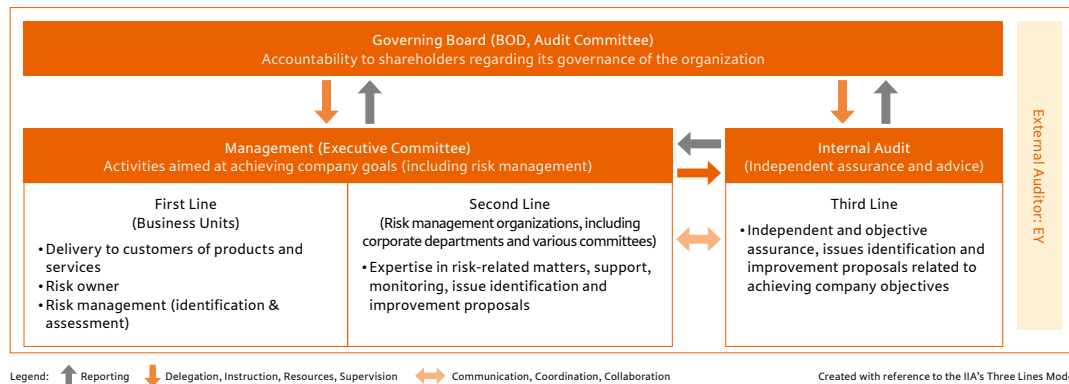 Governing Board (BOD, Audit Committee)
Accountability to shareholders regarding its governance of the organization
Management (Executive Committee)
Activities aimed at achieving company goals (including risk management)
Internal Audit
(Independent assurance and advice)
First Line
(Business Units)
• Delivery to customers of products and
services
• Risk owner
• Risk management (identification &
assessment)
Second Line
(Risk management organizations, including
corporate departments and various committees)
• Expertise in risk-related matters, support,
monitoring, issue identification and
improvement proposals
Third Line
• Independent and objective
assurance, issues identification and
improvement proposals related to
achieving company objectives
External Auditor: EY
Legend: Reporting Delegation, Instruction, Resources, Supervision Communication, Coordination, Collaboration
Created with reference to the IIA's Three Lines